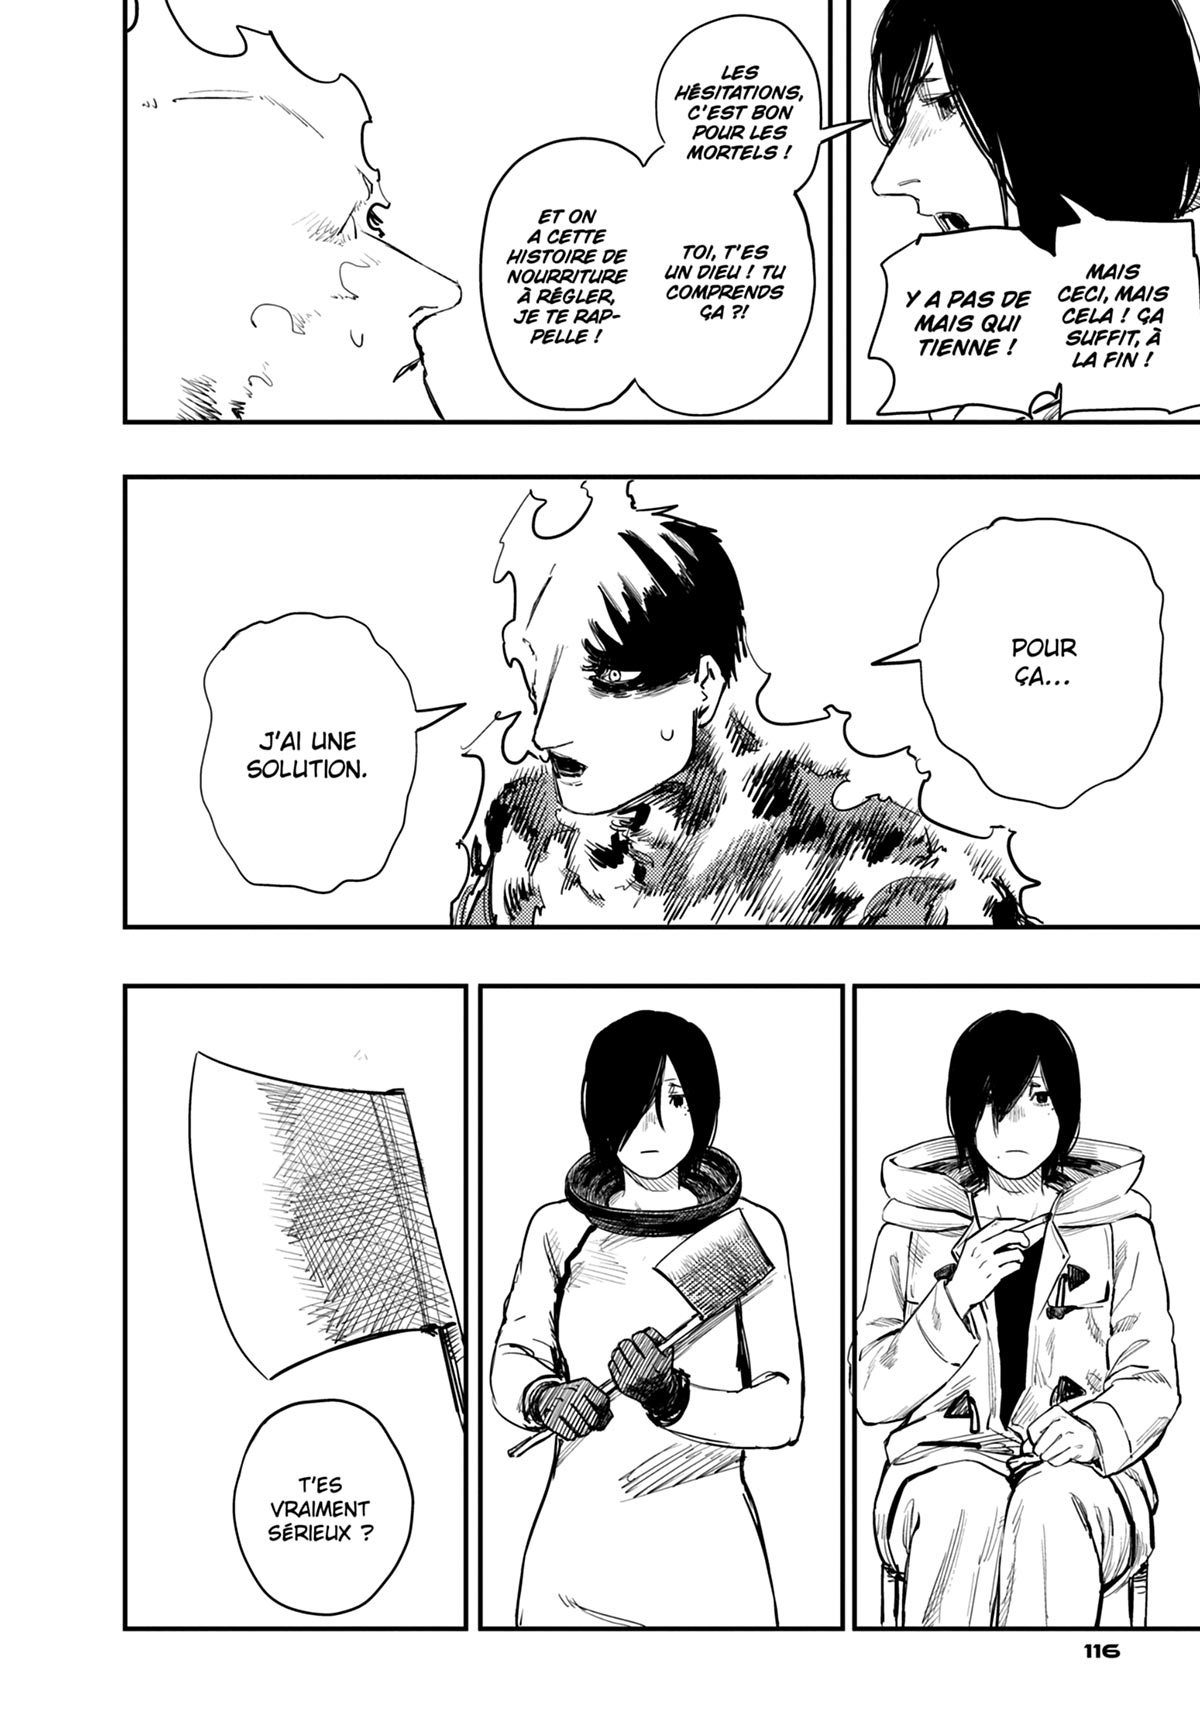 MAIS
CECI, MAIS
CELA ! ÇA
SUFFIT, À
LA FIN !
Y A PAS DE
MAIS QUI
TIENNE !
LES
HÉSITATIONS,
C'EST BON
POUR LES
MORTELS !
TOI, T'ES
UN DIEU ! TU
COMPRENDS
ÇA ?!
ET ON
A CETTE
HISTOIRE DE
NOURRITURE
À RÉGLER,
JE TE RAP-
PELLE !
POUR
ÇA...
J'AI UNE
SOLUTION.
T'ES
VRAIMENT
SÉRIEUX ?
116